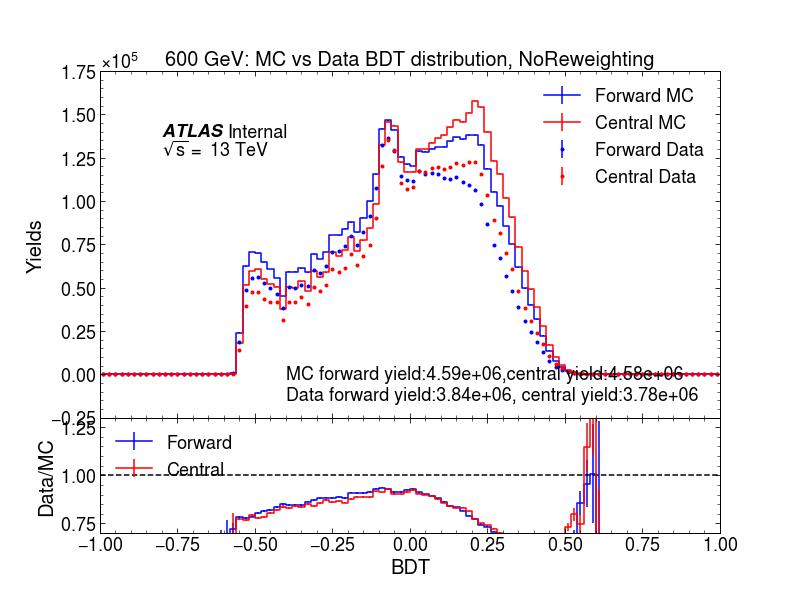 ×10⁵
600 GeV: MC vs Data BDT distribution, NoReweighting
1.75
1.50
1.25
1.00
0.75
0.50
0.25
0.00
−0.25
Yields
ATLAS Internal
√s = 13 TeV
Forward MC
Central MC
Forward Data
Central Data
MC forward yield:4.59e+06,central yield:4.58e+06
Data forward yield:3.84e+06, central yield:3.78e+06
1.25
1.00
0.75
Data/MC
Forward
Central
−1.00 −0.75 −0.50 −0.25 0.00 0.25 0.50 0.75 1.00
BDT